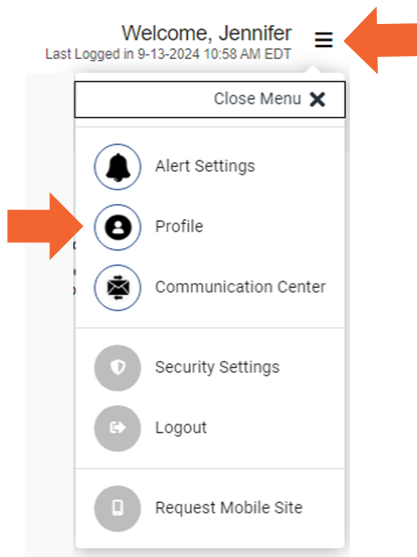 Welcome, Jennifer
Last Logged in 9-13-2024 10:58 AM EDT
Close Menu
Alert Settings
Profile
Communication Center
Security Settings
Logout
Request Mobile Site